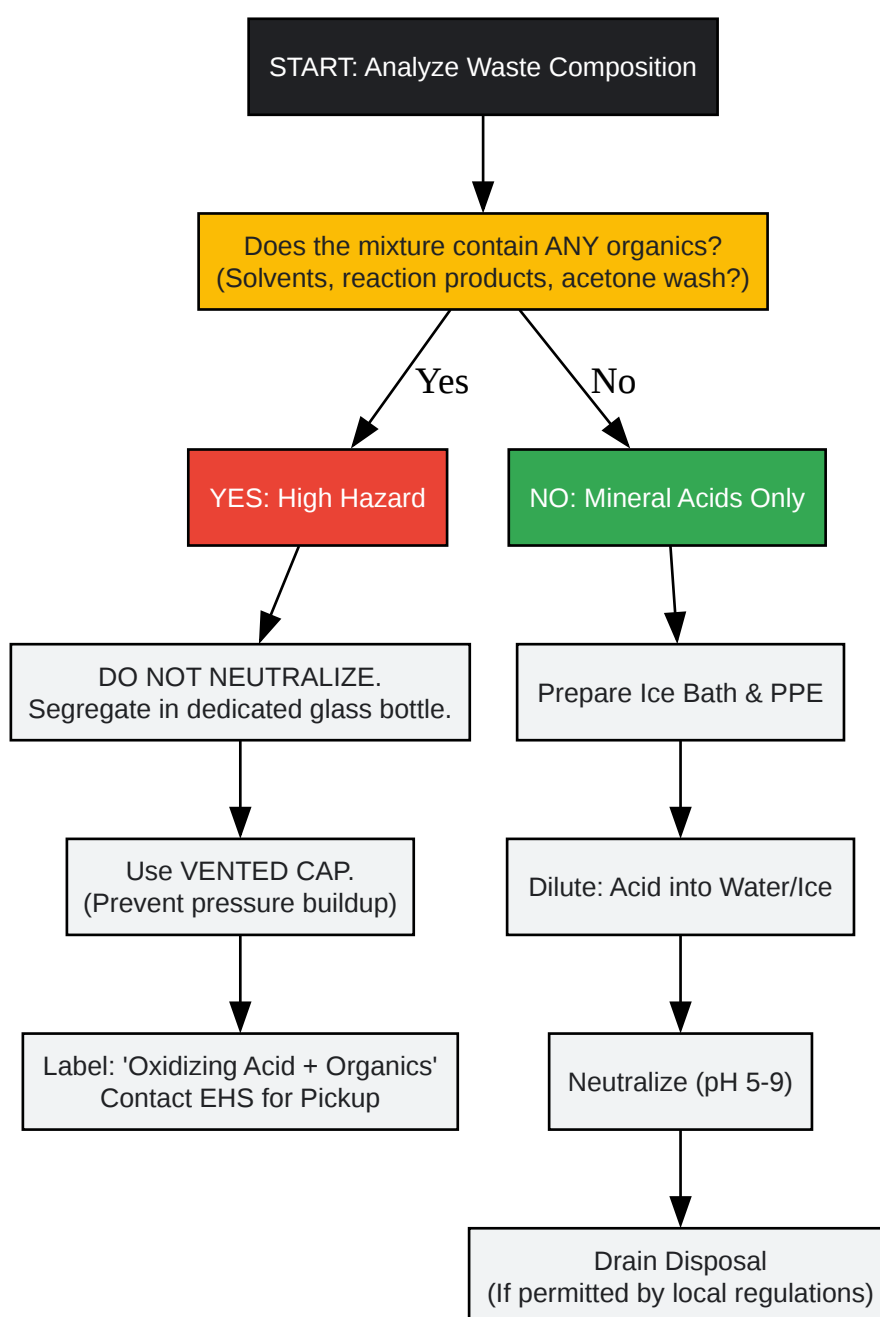 START: Analyze Waste Composition
Does the mixture contain ANY organics?
(Solvents, reaction products, acetone wash?)
Yes
No
YES: High Hazard
NO: Mineral Acids Only
DO NOT NEUTRALIZE.
Segregate in dedicated glass bottle.
Prepare Ice Bath & PPE
Use VENTED CAP.
(Prevent pressure buildup)
Dilute: Acid into Water/Ice
Label: 'Oxidizing Acid + Organics'
Contact EHS for Pickup
Neutralize (pH 5-9)
Drain Disposal
(If permitted by local regulations)